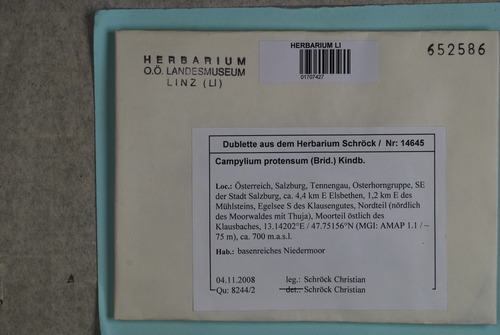 HERBARIUM
O.Ö. LANDESMUSEUM
LINZ (LI)
HERBARIUM LI
01707427
652586
Dublette aus dem Herbarium Schröck / Nr: 14645
Campylium protensum (Brid.) Kindb.
Loc.: Österreich, Salzburg, Tennengau, Osterhorngruppe, SE
der Stadt Salzburg, ca. 4,4 km E Elsbethen, 1,2 km E des
Mühlsteins, Egelsee S des Klausengutes, Nordteil (nördlich
des Moorwaldes mit Thuja), Moorteil östlich des
Klausbaches, 13.14202°E / 47.75156°N (MGI: AMAP 1.1 / ~
75 m), ca. 700 m.a.s.l.
Hab.: basenreiches Niedermoor
04.11.2008 leg.: Schröck Christian
Qu: 8244/2 det.: Schröck Christian